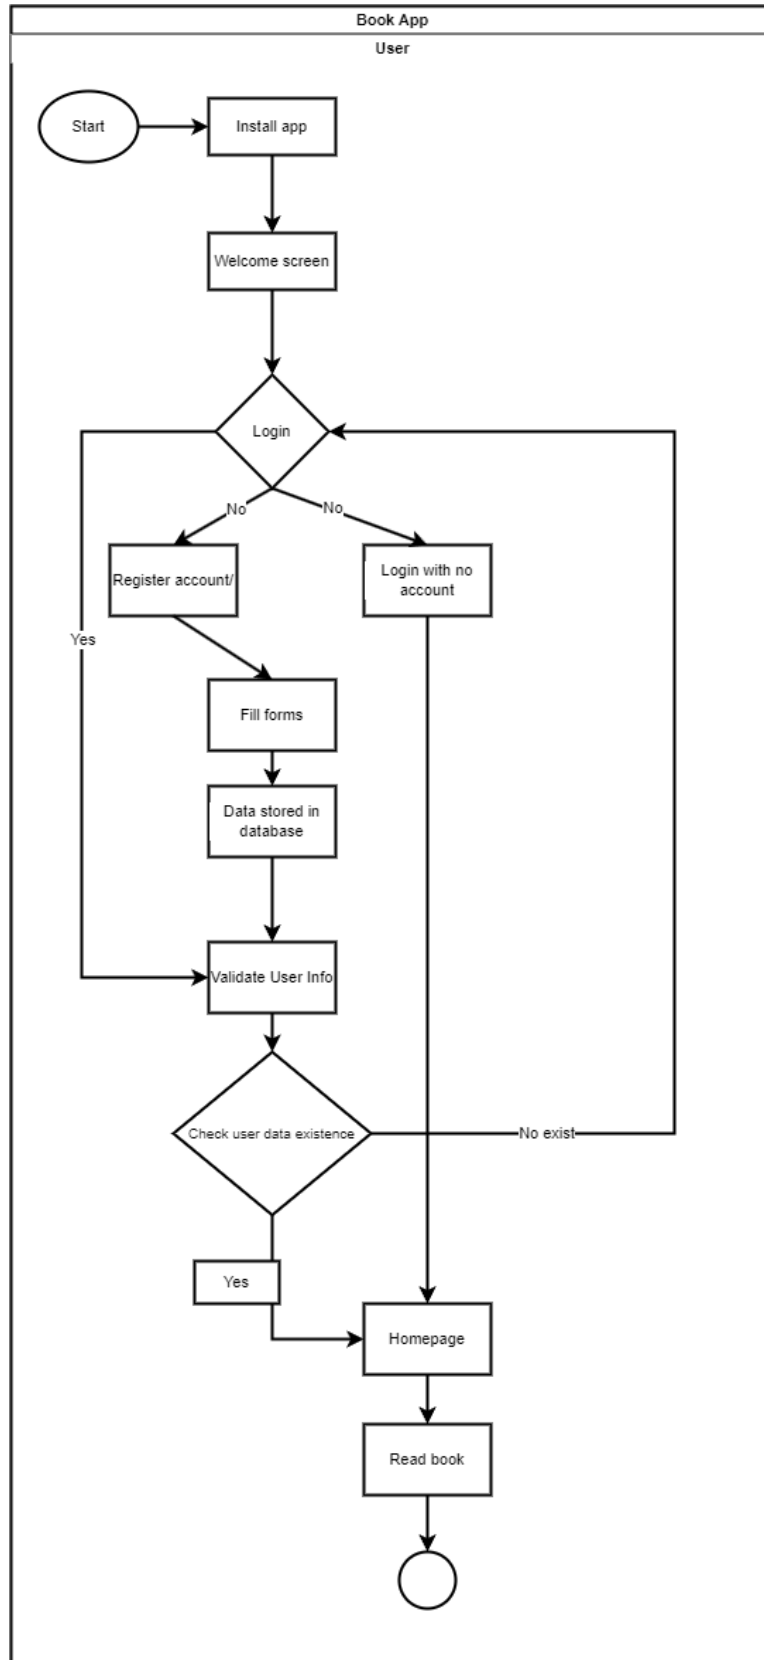 Book App
User
Start
Install app
Welcome screen
Login
No
No
Register account/
Login with no
account
Yes
Fill forms
Data stored in
database
Validate User Info
Check user data existence
No exist
Yes
Homepage
Read book